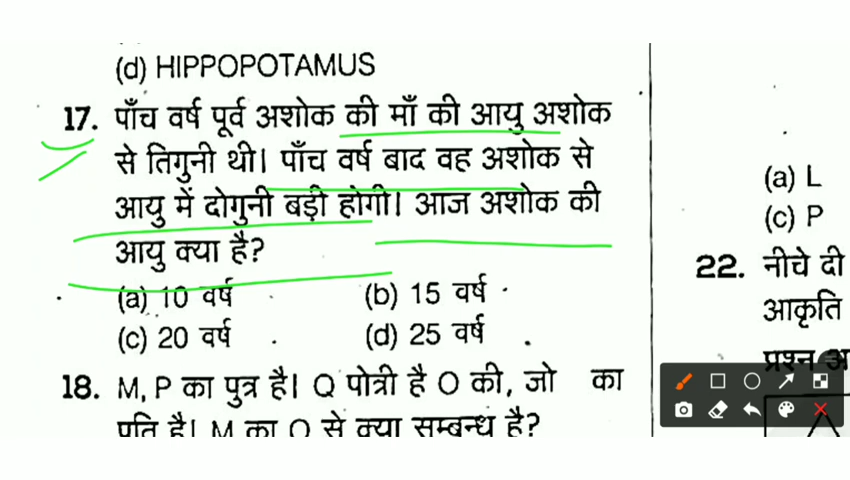 (d) HIPPOPOTAMUS
17. पाँच वर्ष पूर्व अशोक की माँ की आयु अशोक
से तिगुनी थी। पाँच वर्ष बाद वह अशोक से
आयु में दोगुनी बड़ी होगी। आज अशोक की
आयु क्या है?
(a) 10 वर्ष (b) 15 वर्ष
(c) 20 वर्ष (d) 25 वर्ष
18. M, P का पुत्र है। Q पोत्री है O की, जो का
पति है। M का O से क्या सम्बन्ध है?
(a) L
(c) P
22. नीचे दी
आकृति
प्रश्न